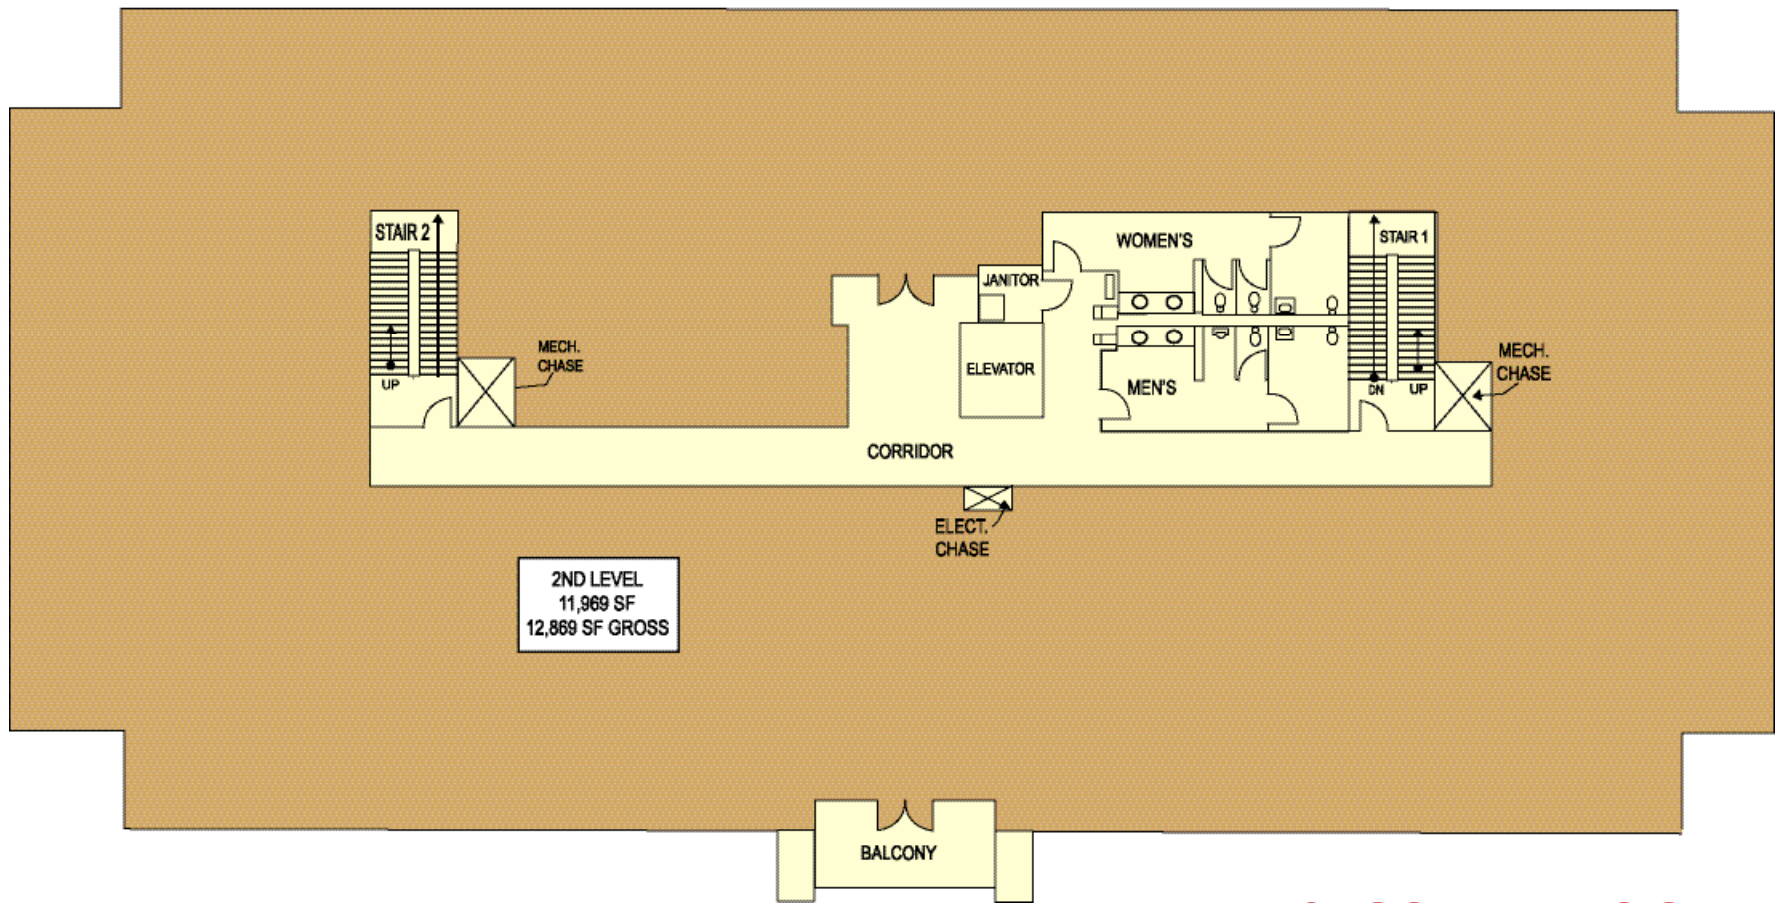 STAIR 2
UP
MECH.
CHASE
JANITOR
ELEVATOR
WOMEN'S
MEN'S
STAIR 1
DN
UP
MECH.
CHASE
CORRIDOR
ELECT.
CHASE
2ND LEVEL
11,969 SF
12,869 SF GROSS
BALCONY